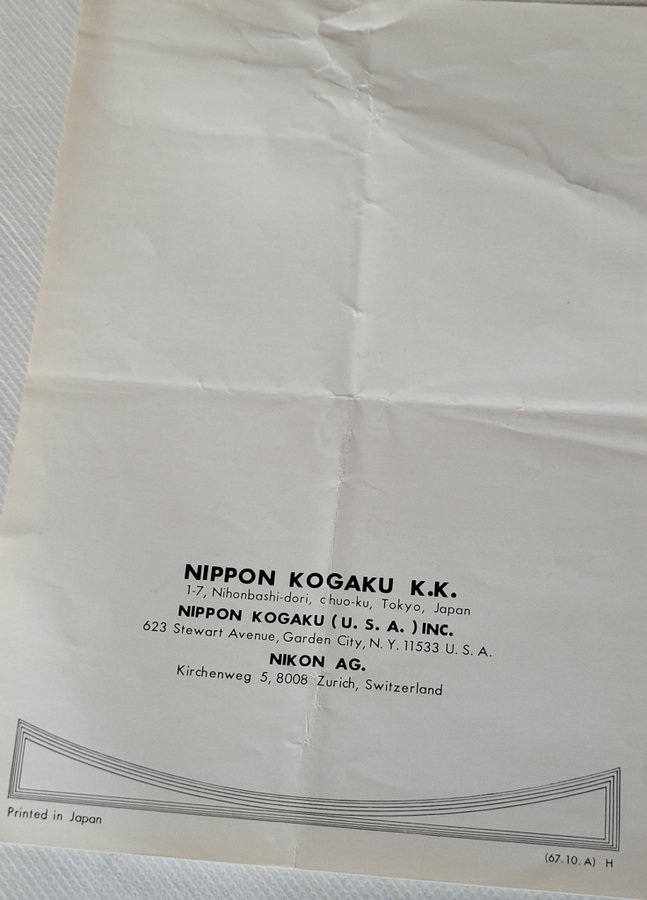 NIPPON KOGAKU K.K.
1-7, Nihonbashi-dori, chuo-ku, Tokyo, Japan
NIPPON KOGAKU (U. S. A.) INC.
623 Stewart Avenue, Garden City, N. Y. 11533 U. S. A.
NIKON AG.
Kirchenweg 5, 8008 Zurich, Switzerland
Printed in Japan
(67.10. A) H